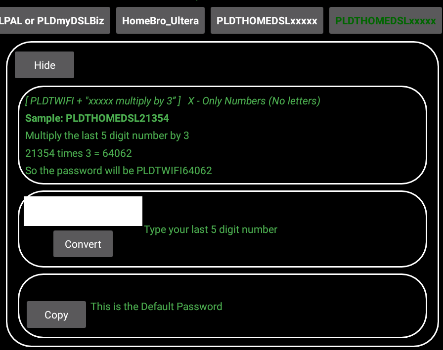 LPAL or PLDmyDSLBiz HomeBro_Ultera PLDTHOMEDSLxxxxx PLDTHOMEDSLxxxxx
Hide
[ PLDTWIFI + "xxxxx multiply by 3" ] X - Only Numbers (No letters)
Sample: PLDTHOMEDSL21354
Multiply the last 5 digit number by 3
21354 times 3 = 64062
So the password will be PLDTWIFI64062
Type your last 5 digit number
Convert
This is the Default Password
Copy